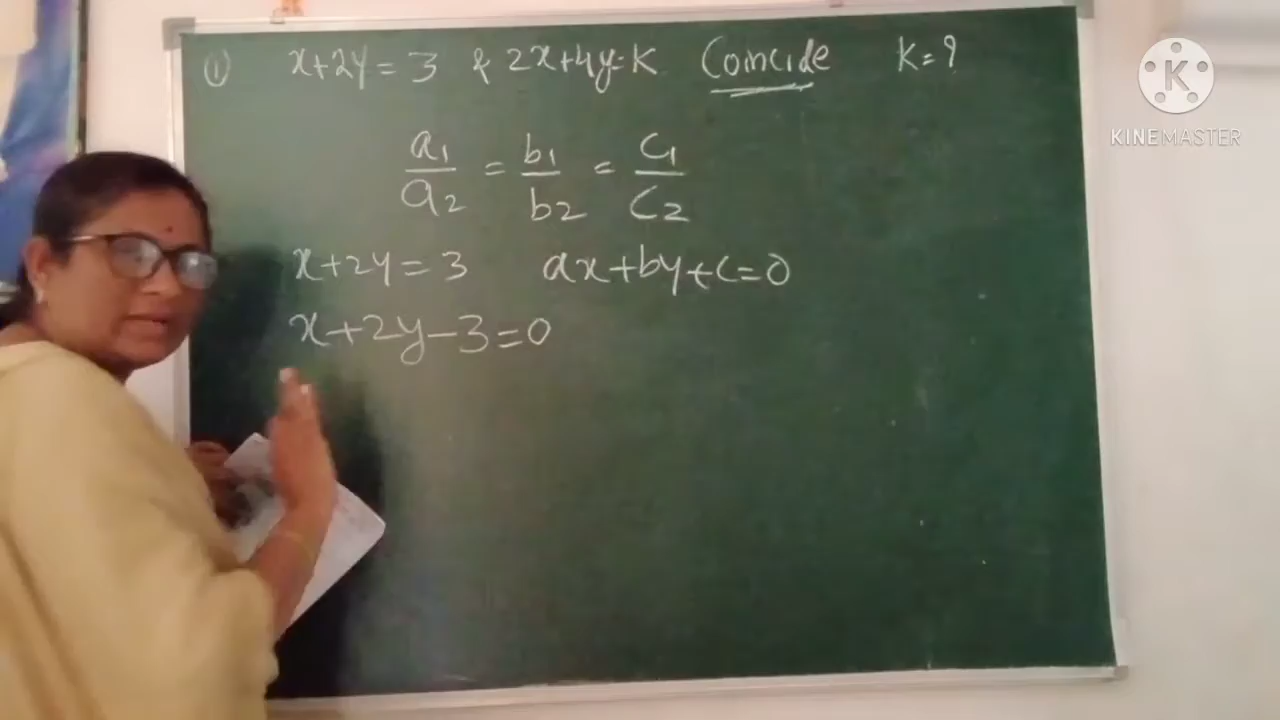 ① x+2y=3 & 2x+4y=K Coincide K=?
a₁/a₂ = b₁/b₂ = c₁/c₂
x+2y=3 ax+by+c=0
x+2y-3=0
K
KINEMASTER